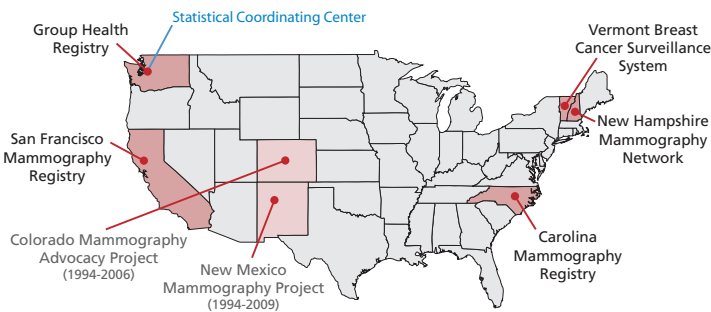 Statistical Coordinating Center
Group Health
Registry
Vermont Breast
Cancer Surveillance
System
New Hampshire
Mammography
Network
San Francisco
Mammography
Registry
Colorado Mammography
Advocacy Project
(1994-2006)
New Mexico
Mammography Project
(1994-2009)
Carolina
Mammography
Registry